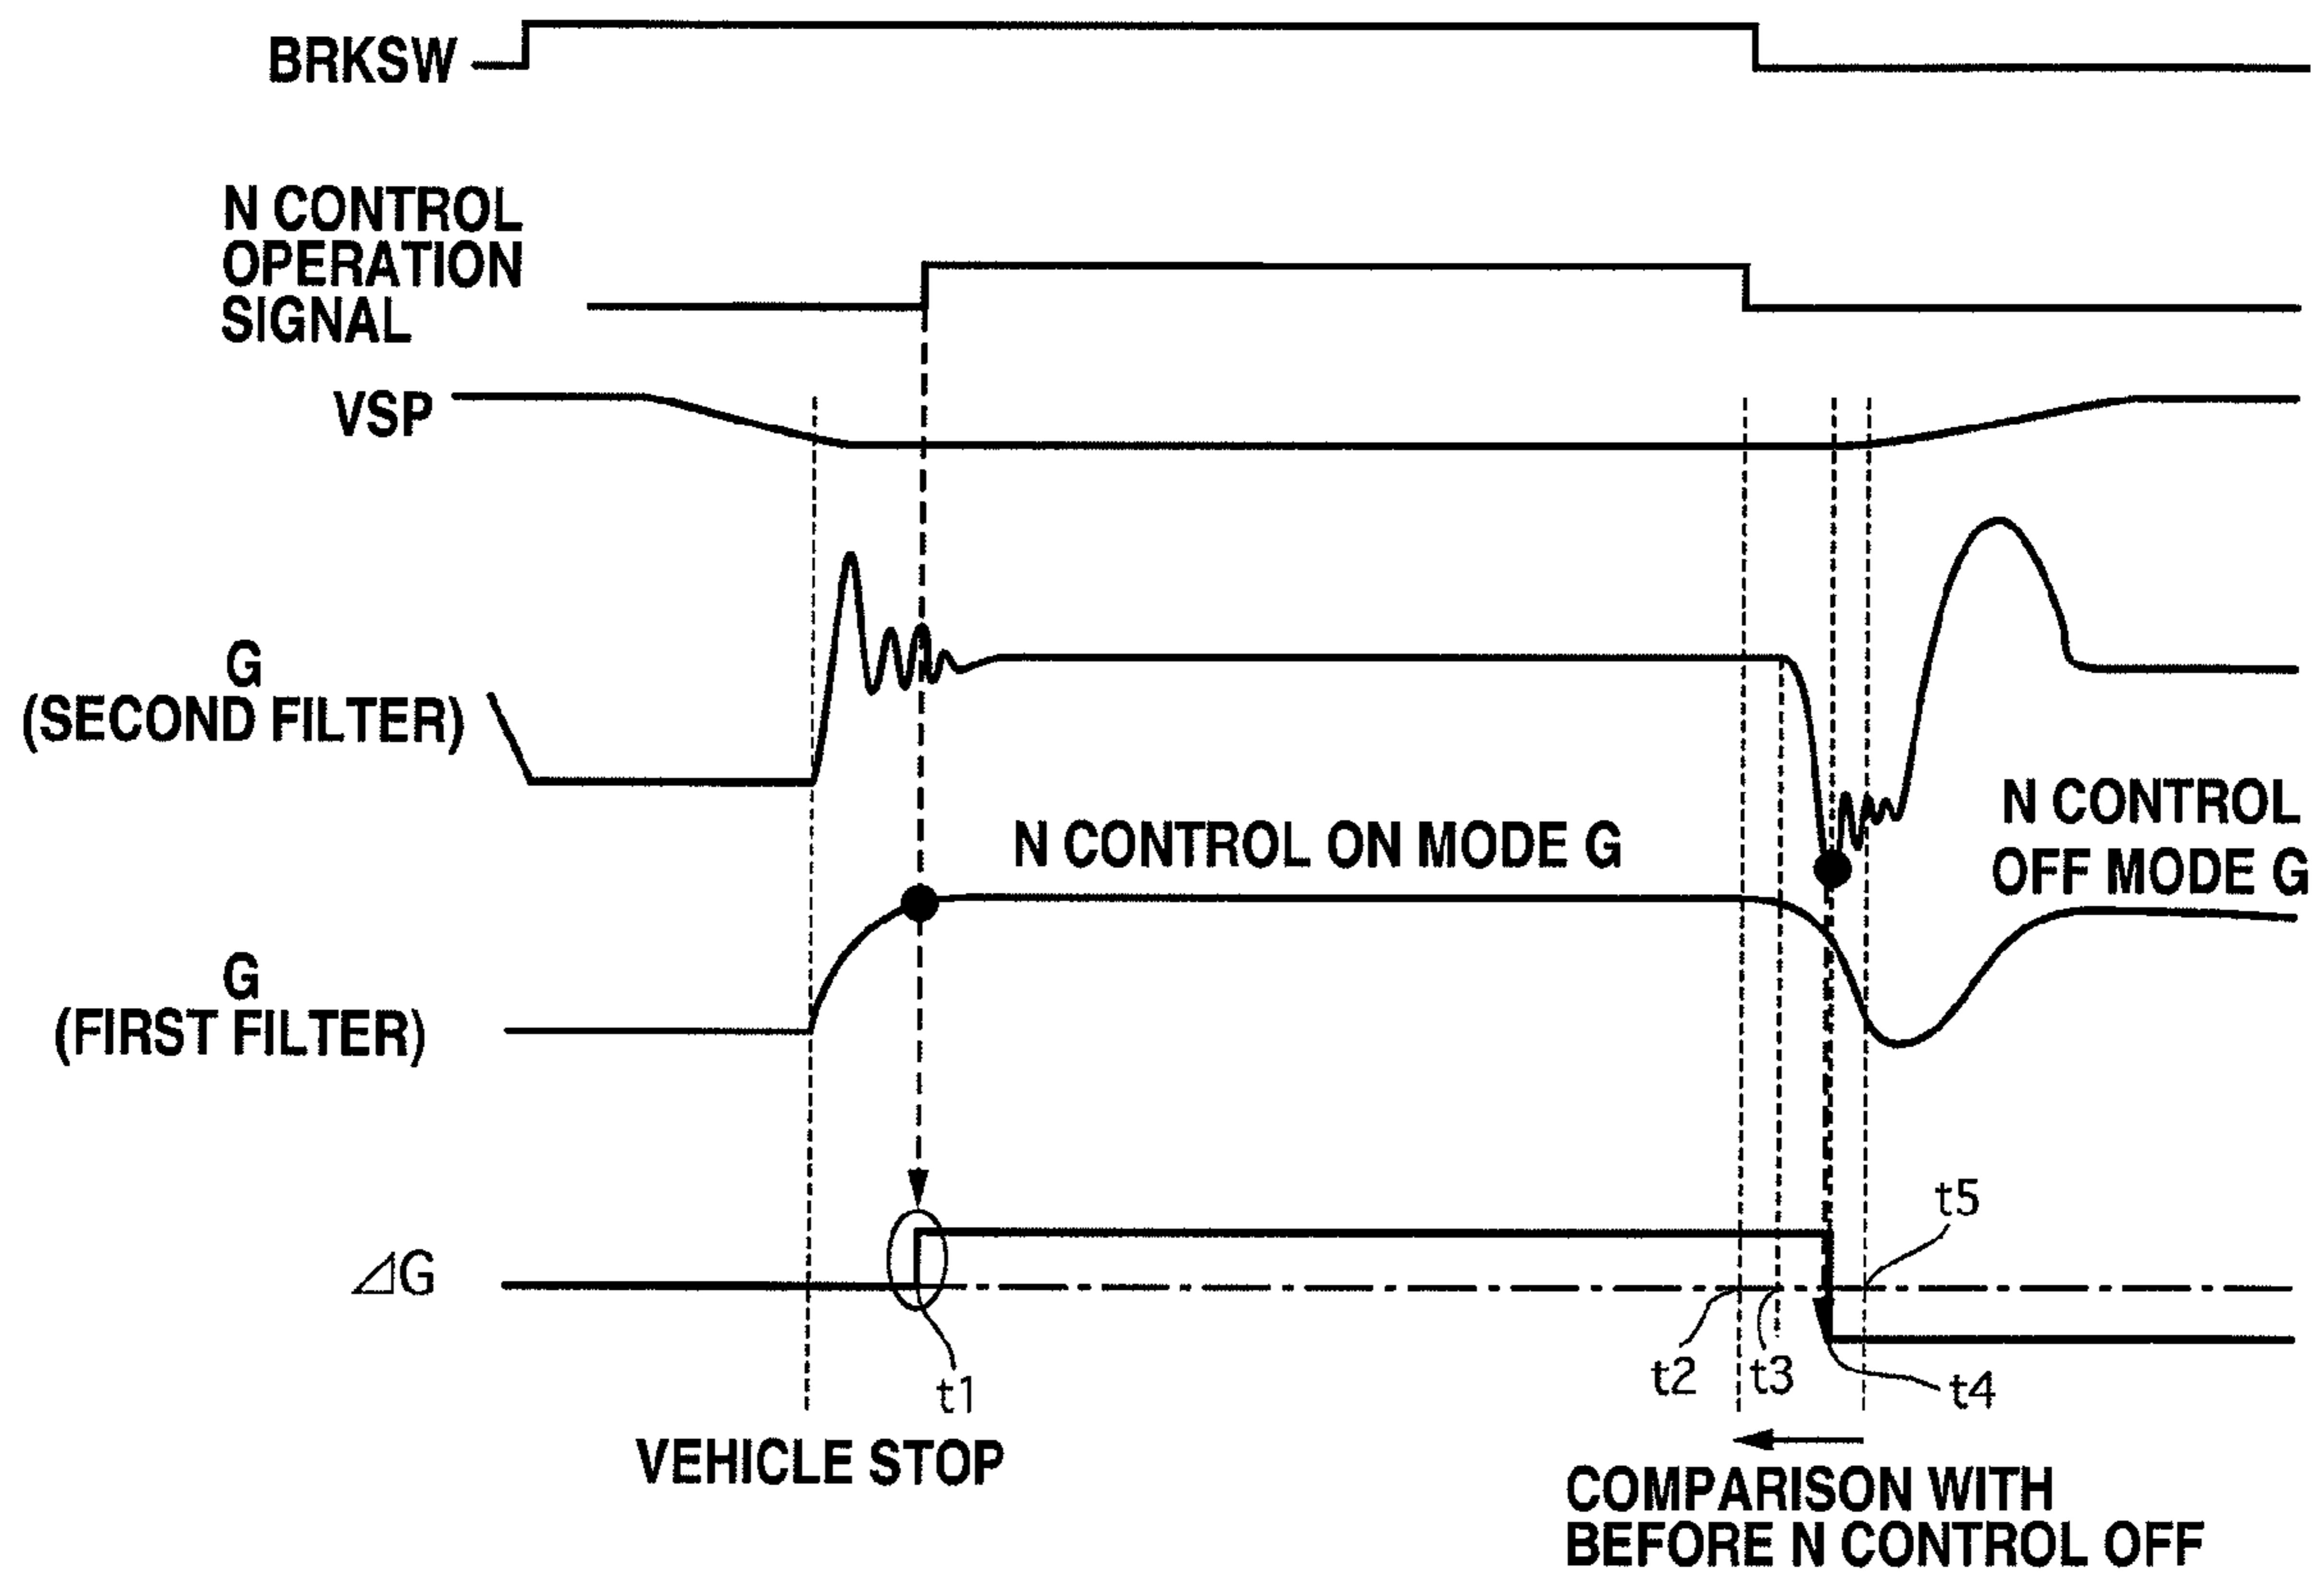 BRKSW
N CONTROL
OPERATION
SIGNAL
VSP
G
(SECOND FILTER)
N CONTROL ON MODE G
N CONTROL
OFF MODE G
G
(FIRST FILTER)
⊿G
t1
t2
t3
t4
t5
VEHICLE STOP
COMPARISON WITH
BEFORE N CONTROL OFF